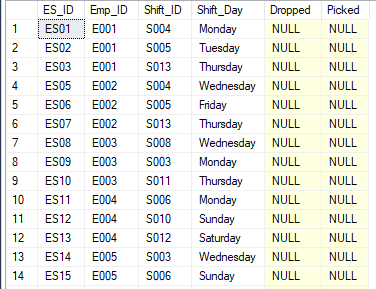 ES_ID Emp_ID Shift_ID Shift_Day Dropped Picked
1 ES01 E001 S004 Monday NULL NULL
2 ES02 E001 S005 Tuesday NULL NULL
3 ES03 E001 S013 Thursday NULL NULL
4 ES05 E002 S004 Wednesday NULL NULL
5 ES06 E002 S005 Friday NULL NULL
6 ES07 E002 S013 Thursday NULL NULL
7 ES08 E003 S008 Wednesday NULL NULL
8 ES09 E003 S003 Monday NULL NULL
9 ES10 E003 S011 Thursday NULL NULL
10 ES11 E004 S006 Monday NULL NULL
11 ES12 E004 S010 Sunday NULL NULL
12 ES13 E004 S012 Saturday NULL NULL
13 ES14 E005 S003 Wednesday NULL NULL
14 ES15 E005 S006 Sunday NULL NULL